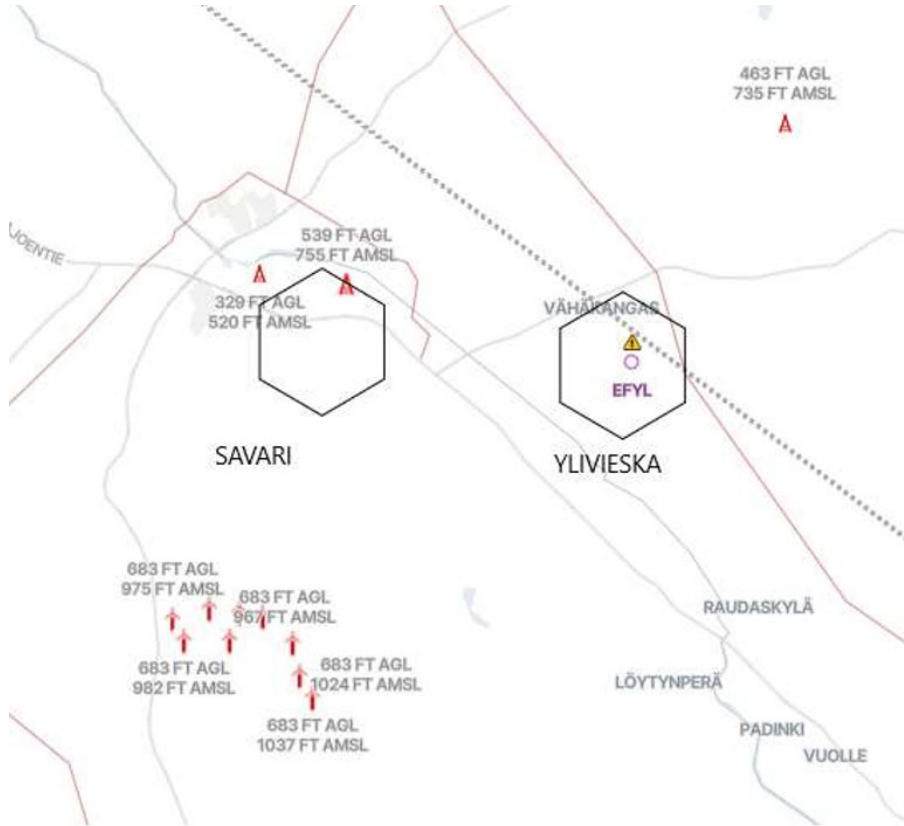 463 FT AGL
735 FT AMSL
JOENTIE
539 FT AGL
755 FT AMSL
329 FT AGL
520 FT AMSL
VÄHÄKANGAS
EFYL
SAVARI
YLIVIESKA
683 FT AGL
975 FT AMSL
683 FT AGL
967 FT AMSL
RAUDASKYLÄ
683 FT AGL
982 FT AMSL
683 FT AGL
1024 FT AMSL
LÖYTYNPERÄ
683 FT AGL
1037 FT AMSL
PADINKI
VUOLLE